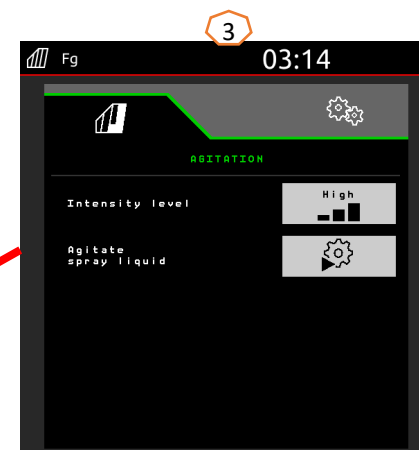 3
Fg 03:14
AGITATION
Intensity level
High
Agitate
spray liquid